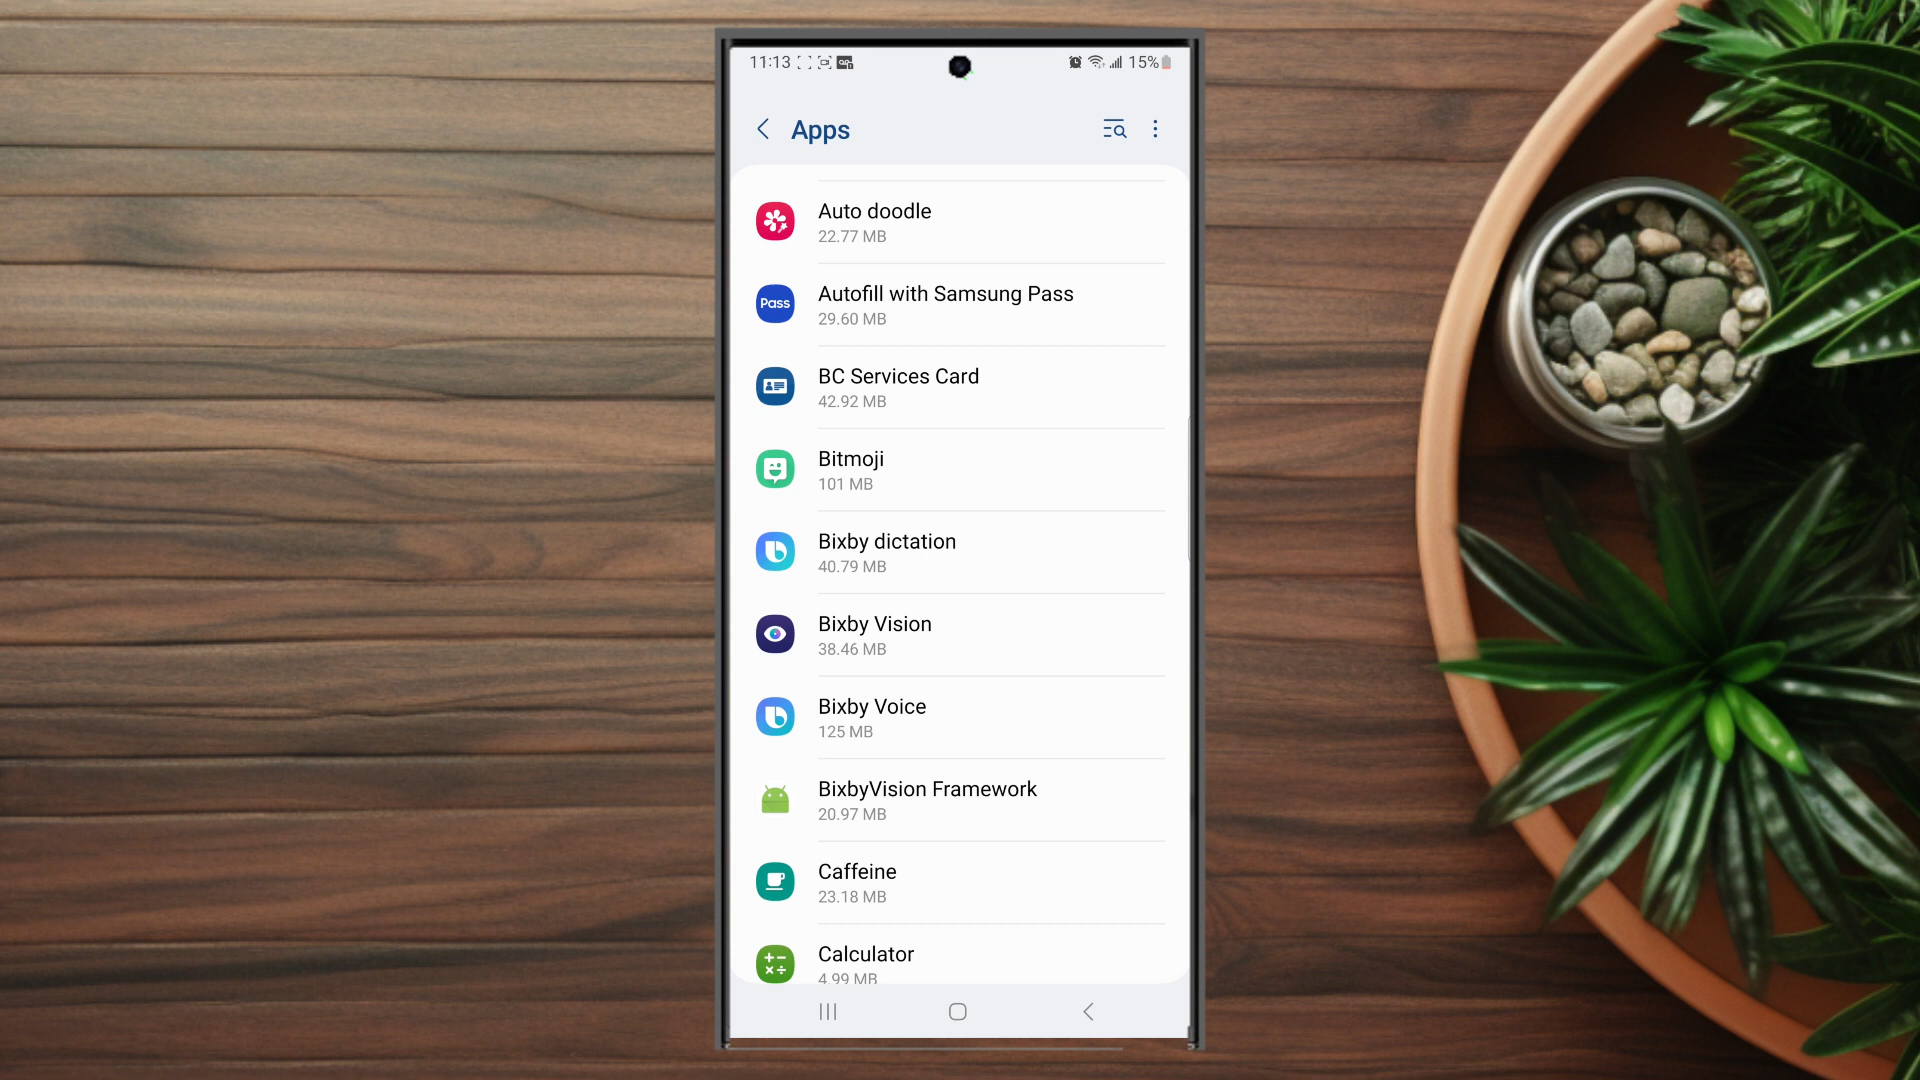 11:13
15%
Apps
Auto doodle
22.77 MB
Pass
Autofill with Samsung Pass
29.60 MB
BC Services Card
42.92 MB
Bitmoji
101 MB
Bixby dictation
40.79 MB
Bixby Vision
38.46 MB
Bixby Voice
125 MB
BixbyVision Framework
20.97 MB
Caffeine
23.18 MB
Calculator
4.99 MB